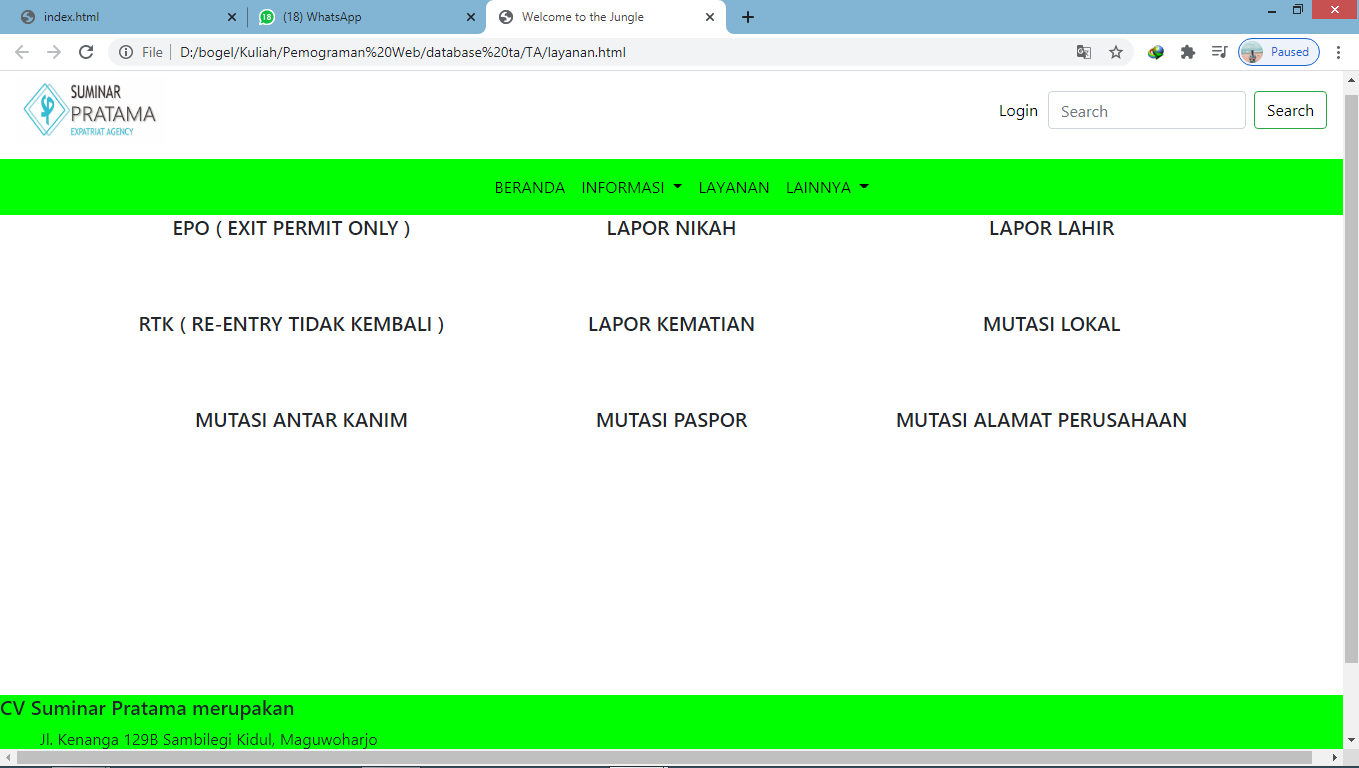 index.html
18 (18) WhatsApp
Welcome to the Jungle
File D:/bogel/Kuliah/Pemograman%20Web/database%20ta/TA/layanan.html
Paused
SUMINAR
PRATAMA
EXPATRIAT AGENCY
Login Search Search
BERANDA INFORMASI LAYANAN LAINNYA
EPO ( EXIT PERMIT ONLY ) LAPOR NIKAH LAPOR LAHIR
RTK ( RE-ENTRY TIDAK KEMBALI ) LAPOR KEMATIAN MUTASI LOKAL
MUTASI ANTAR KANIM MUTASI PASPOR MUTASI ALAMAT PERUSAHAAN
CV Suminar Pratama merupakan
Jl. Kenanga 129B Sambilegi Kidul, Maguwoharjo